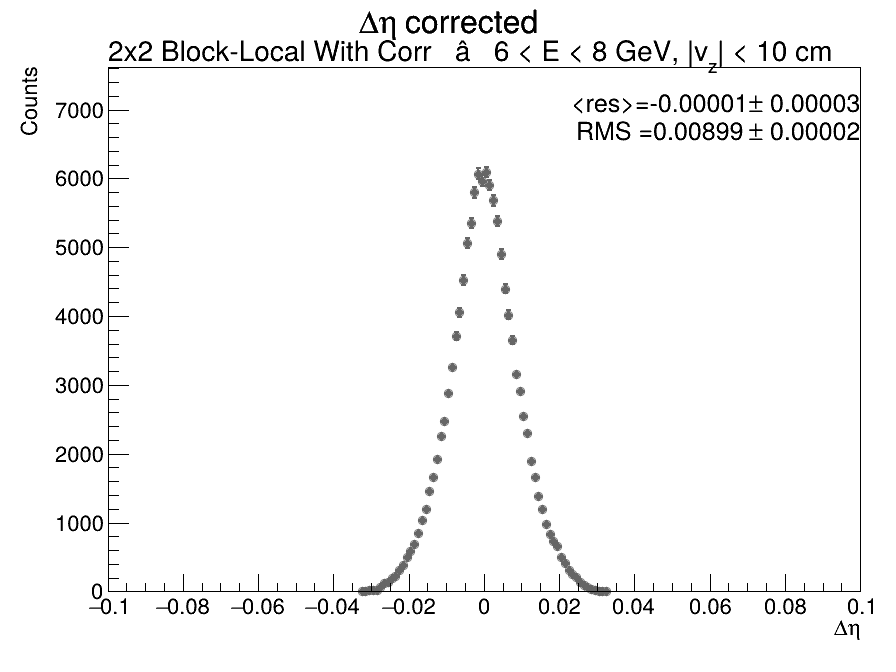 Δη corrected
2x2 Block-Local With Corr â 6 < E < 8 GeV, |v_z| < 10 cm
Counts
<res>=-0.00001± 0.00003
RMS =0.00899 ± 0.00002
7000
6000
5000
4000
3000
2000
1000
0
−0.1 −0.08 −0.06 −0.04 −0.02 0 0.02 0.04 0.06 0.08 0.1
Δη